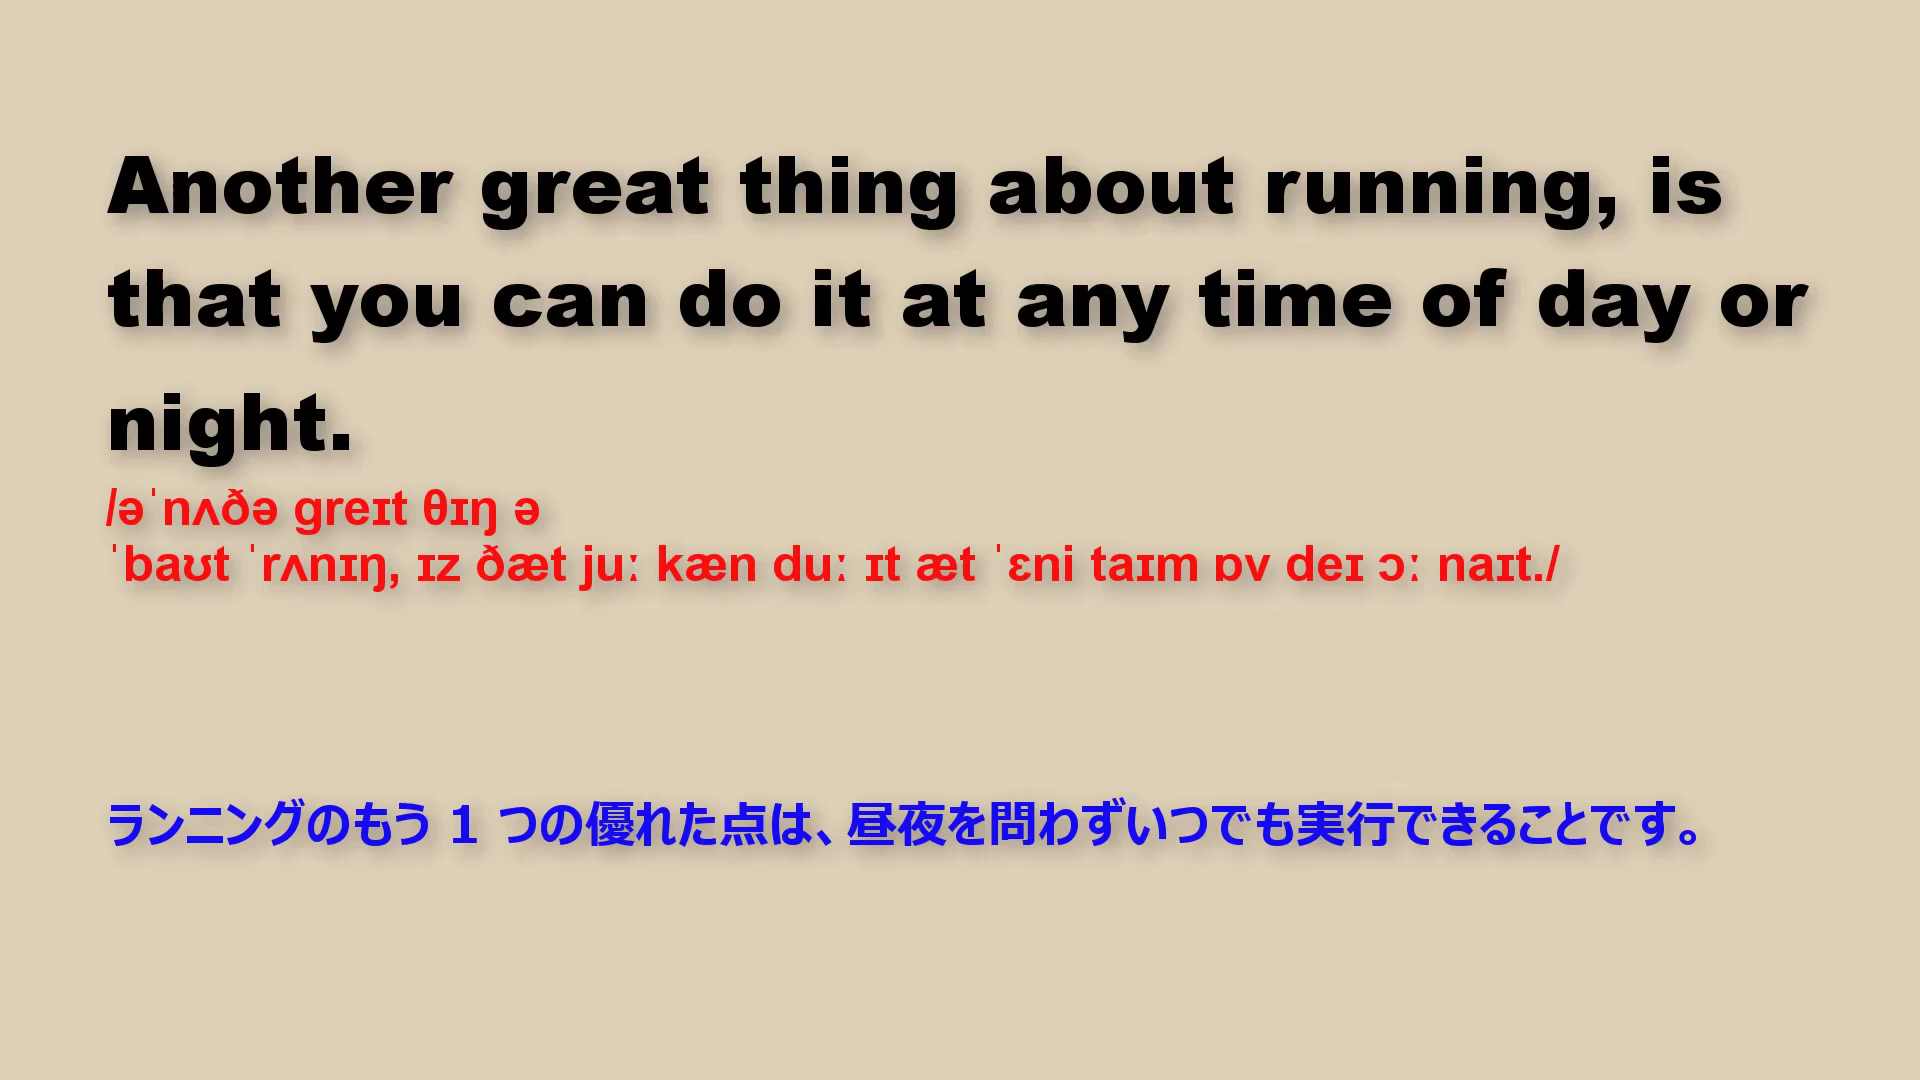 Another great thing about running, is
that you can do it at any time of day or
night.
/əˈnʌðə greɪt θɪŋ ə
ˈbaʊt ˈrʌnɪŋ, ɪz ðæt juː kæn duː ɪt æt ˈɛni taɪm ɒv deɪ ɔː naɪt./
ランニングのもう 1 つの優れた点は、昼夜を問わずいつでも実行できることです。